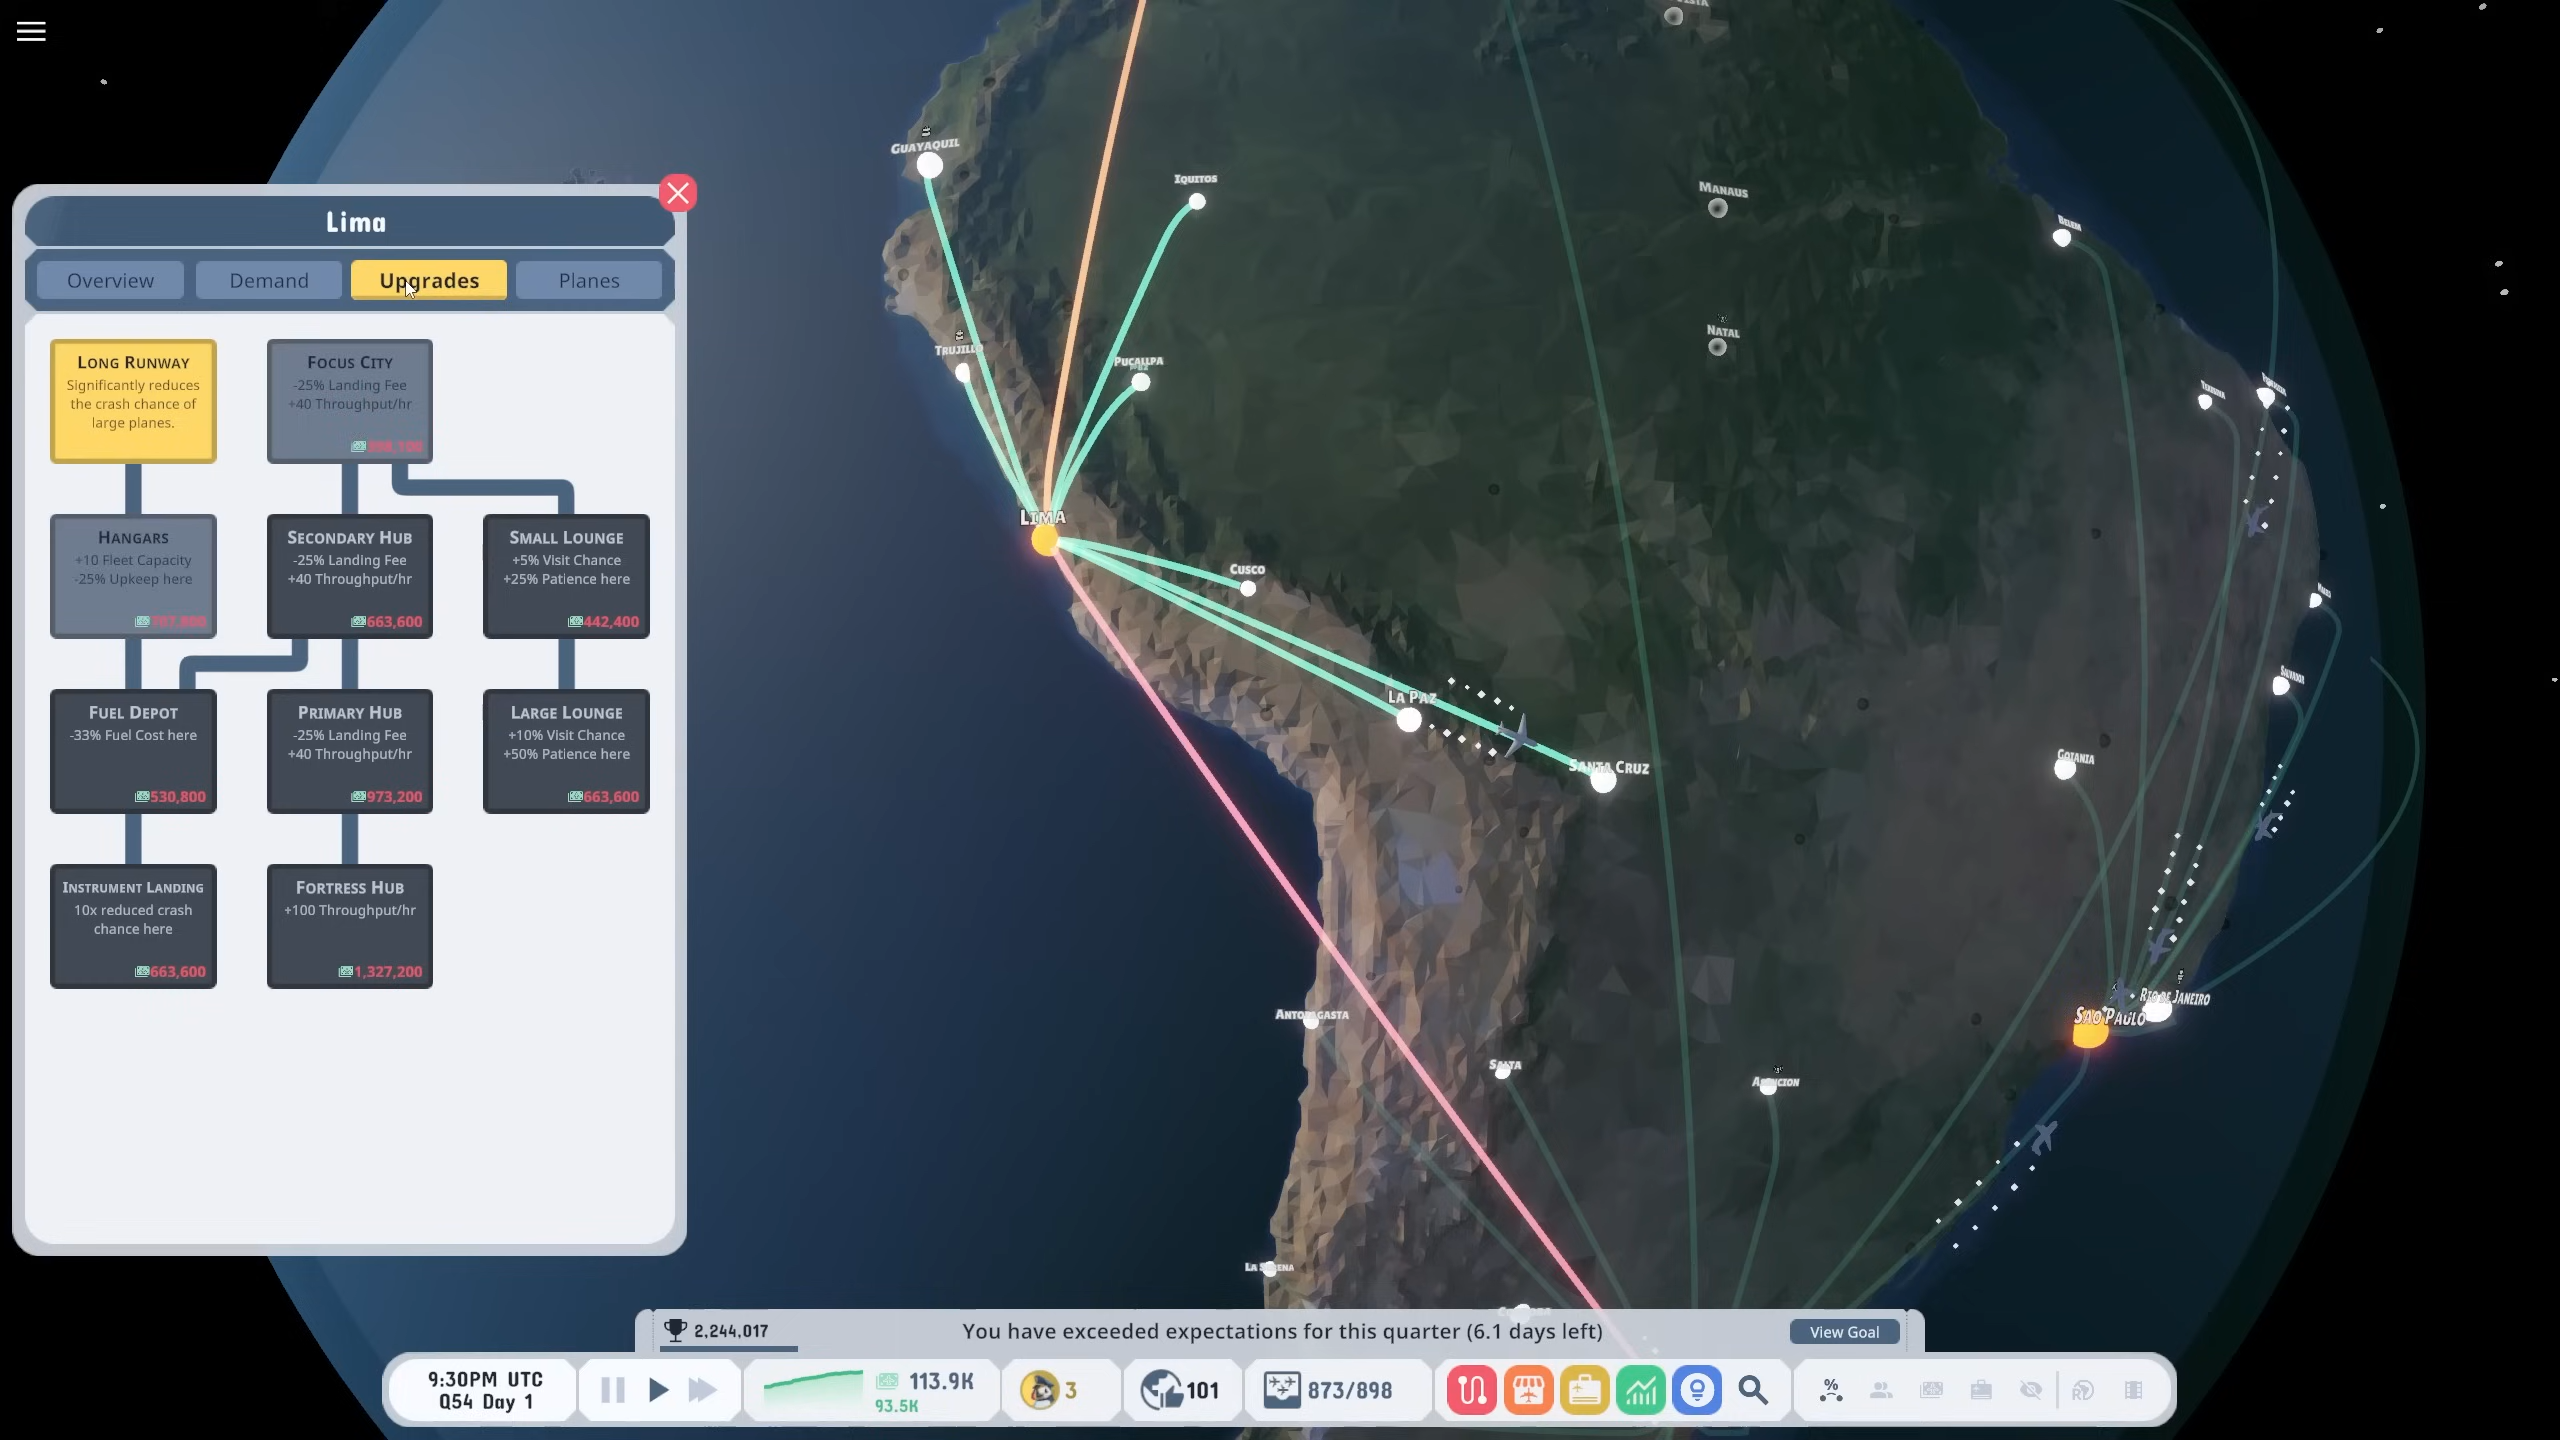 Lima
Overview
Demand
Upgrades
Planes
LONG RUNWAY
Significantly reduces
the crash chance of
large planes.
FOCUS CITY
-25% Landing Fee
+40 Throughput/hr
HANGARS
+10 Fleet Capacity
-25% Upkeep here
SECONDARY HUB
-25% Landing Fee
+40 Throughput/hr
663,600
SMALL LOUNGE
+5% Visit Chance
+25% Patience here
442,400
FUEL DEPOT
-33% Fuel Cost here
530,800
PRIMARY HUB
-25% Landing Fee
+40 Throughput/hr
973,200
LARGE LOUNGE
+10% Visit Chance
+50% Patience here
663,600
INSTRUMENT LANDING
10x reduced crash
chance here
663,600
FORTRESS HUB
+100 Throughput/hr
1,327,200
GUAYAQUIL
IQUITOS
MANAUS
BELEM
NATAL
TRUJILLO
PUCALLPA
LIMA
CUSCO
LA PAZ
SANTA CRUZ
SALVADOR
GOIANIA
RIO DE JANEIRO
SAO PAULO
ANTOFAGASTA
SALTA
ASUNCION
LA SERENA
2,244,017
You have exceeded expectations for this quarter (6.1 days left)
View Goal
9:30PM UTC
Q54 Day 1
113.9K
93.5K
3
101
873/898